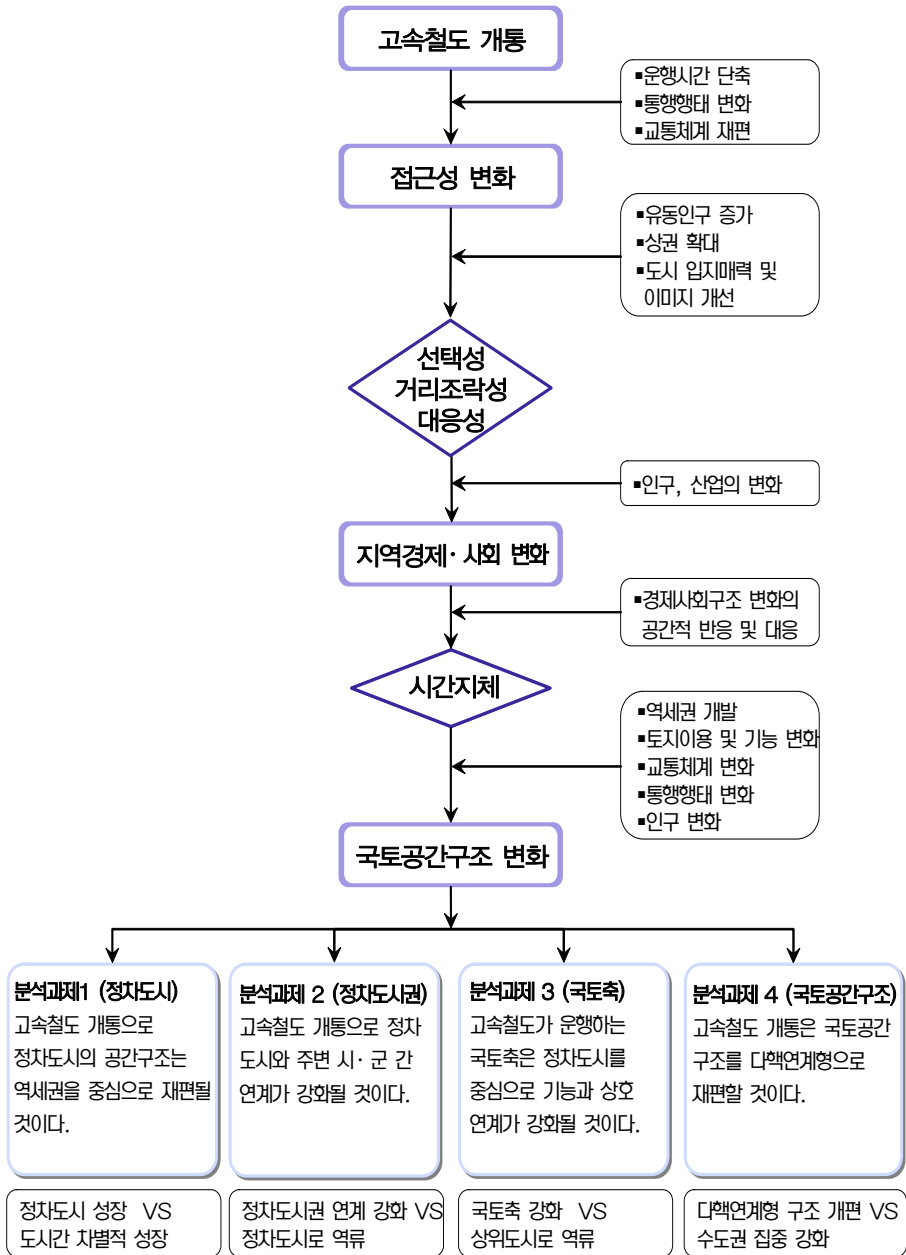 고속철도 개통
▪운행시간 단축
▪통행행태 변화
▪교통체계 재편
접근성 변화
▪유동인구 증가
▪상권 확대
▪도시 입지매력 및
이미지 개선
선택성
거리조락성
대응성
▪인구, 산업의 변화
지역경제· 사회 변화
▪경제사회구조 변화의
공간적 반응 및 대응
시간지체
▪역세권 개발
▪토지이용 및 기능 변화
▪교통체계 변화
▪통행행태 변화
▪인구 변화
국토공간구조 변화
분석과제1 (정차도시)
고속철도 개통으로
정차도시의 공간구조는
역세권을 중심으로 재편될
것이다.
정차도시 성장 VS
도시간 차별적 성장
분석과제 2 (정차도시권)
고속철도 개통으로 정차
도시와 주변 시· 군 간
연계가 강화될 것이다.
정차도시권 연계 강화 VS
정차도시로 역류
분석과제 3 (국토축)
고속철도가 운행하는
국토축은 정차도시를
중심으로 기능과 상호
연계가 강화될 것이다.
국토축 강화 VS
상위도시로 역류
분석과제 4 (국토공간구조)
고속철도 개통은 국토공간
구조를 다핵연계형으로
재편할 것이다.
다핵연계형 구조 개편 VS
수도권 집중 강화